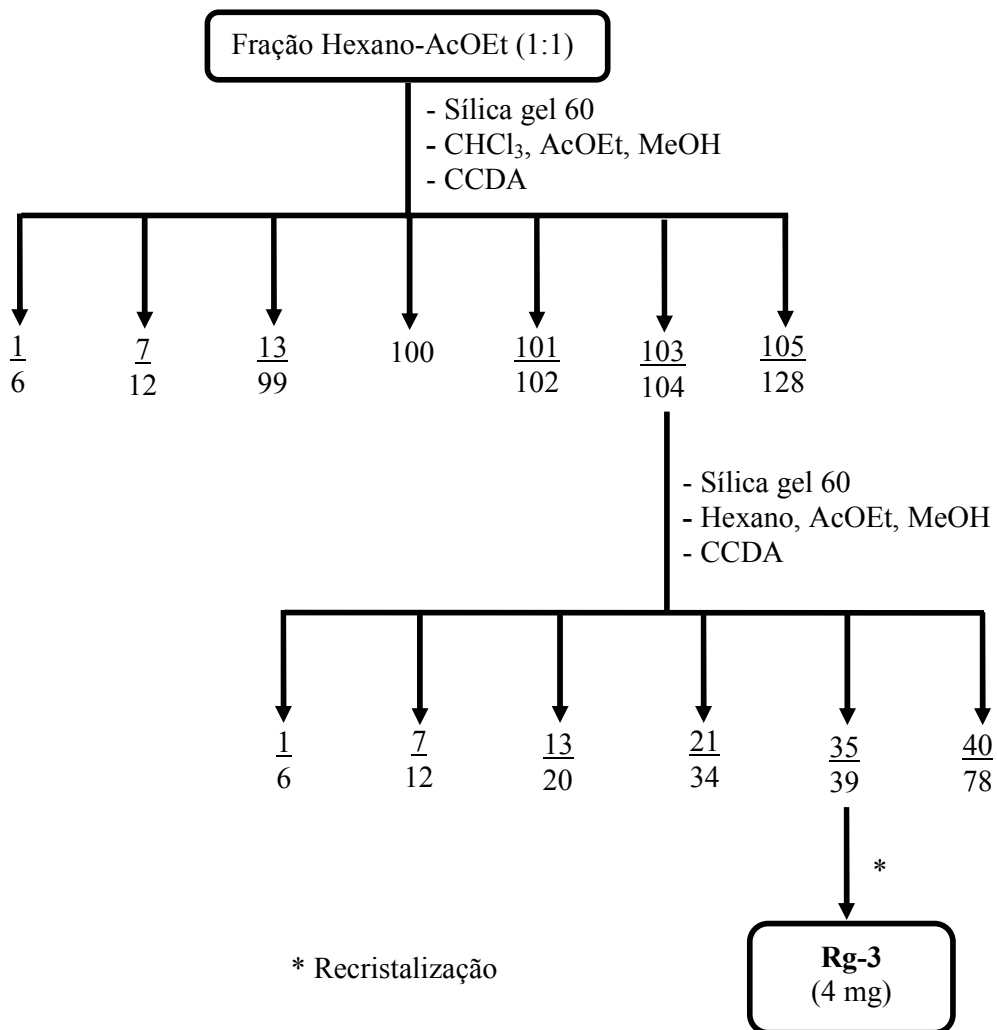 Fração Hexano-AcOEt (1:1)
- Sílica gel 60
- CHCl₃, AcOEt, MeOH
- CCDA
1 7 13 100 101 103 105
6 12 99 102 104 128
- Sílica gel 60
- Hexano, AcOEt, MeOH
- CCDA
1 7 13 21 35 40
6 12 20 34 39 78
*
* Recristalização
Rg-3
(4 mg)